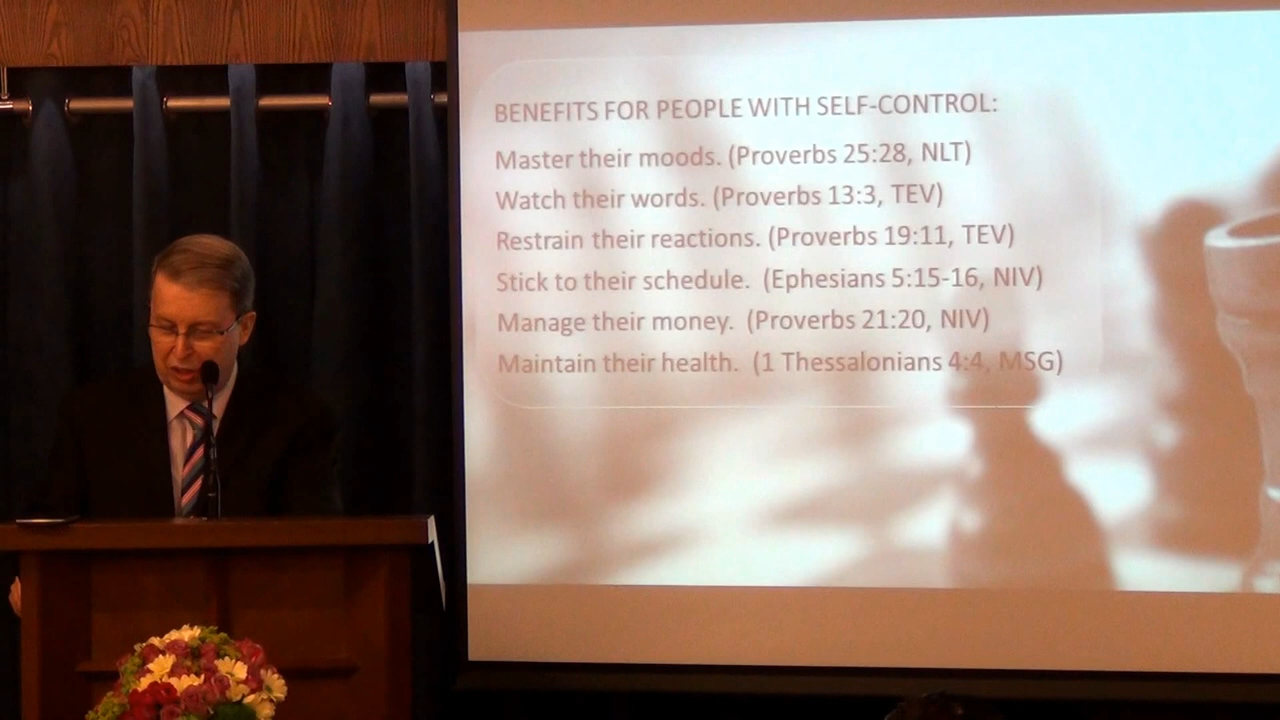 BENEFITS FOR PEOPLE WITH SELF-CONTROL:
Master their moods. (Proverbs 25:28, NLT)
Watch their words. (Proverbs 13:3, TEV)
Restrain their reactions. (Proverbs 19:11, TEV)
Stick to their schedule. (Ephesians 5:15-16, NIV)
Manage their money. (Proverbs 21:20, NIV)
Maintain their health. (1 Thessalonians 4:4, MSG)